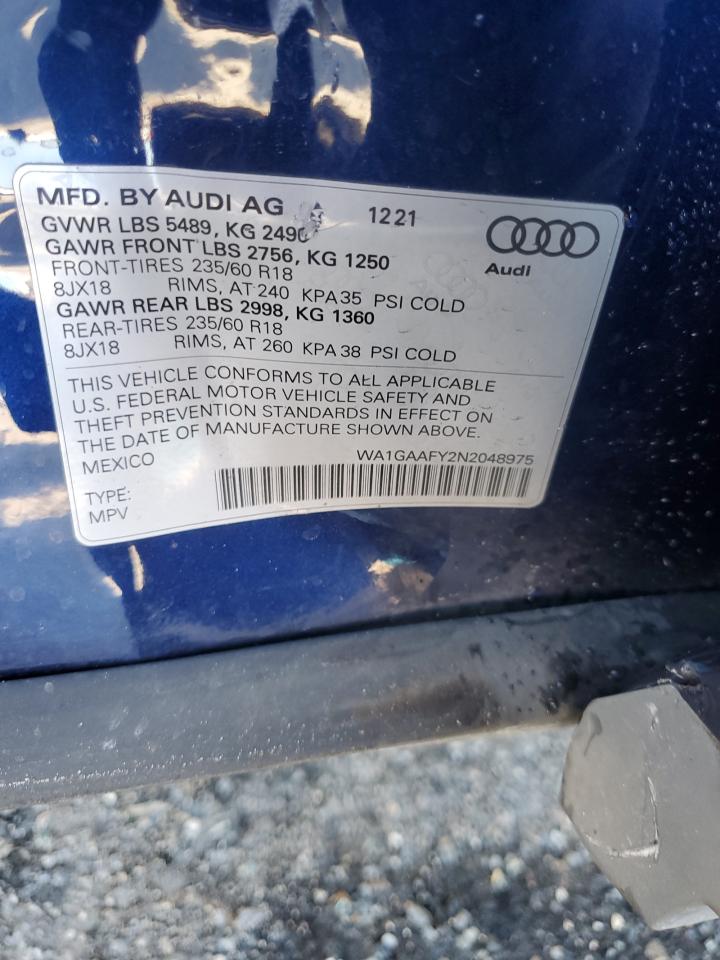 MFD. BY AUDI AG 12 21
GVWR LBS 5489, KG 2490
GAWR FRONT LBS 2756, KG 1250
FRONT-TIRES 235/60 R18
8JX18 RIMS, AT 240 KPA 35 PSI COLD
GAWR REAR LBS 2998, KG 1360
REAR-TIRES 235/60 R18
8JX18 RIMS, AT 260 KPA 38 PSI COLD
Audi
THIS VEHICLE CONFORMS TO ALL APPLICABLE
U.S. FEDERAL MOTOR VEHICLE SAFETY AND
THEFT PREVENTION STANDARDS IN EFFECT ON
THE DATE OF MANUFACTURE SHOWN ABOVE.
MEXICO WA1GAAFY2N2048975
TYPE:
MPV